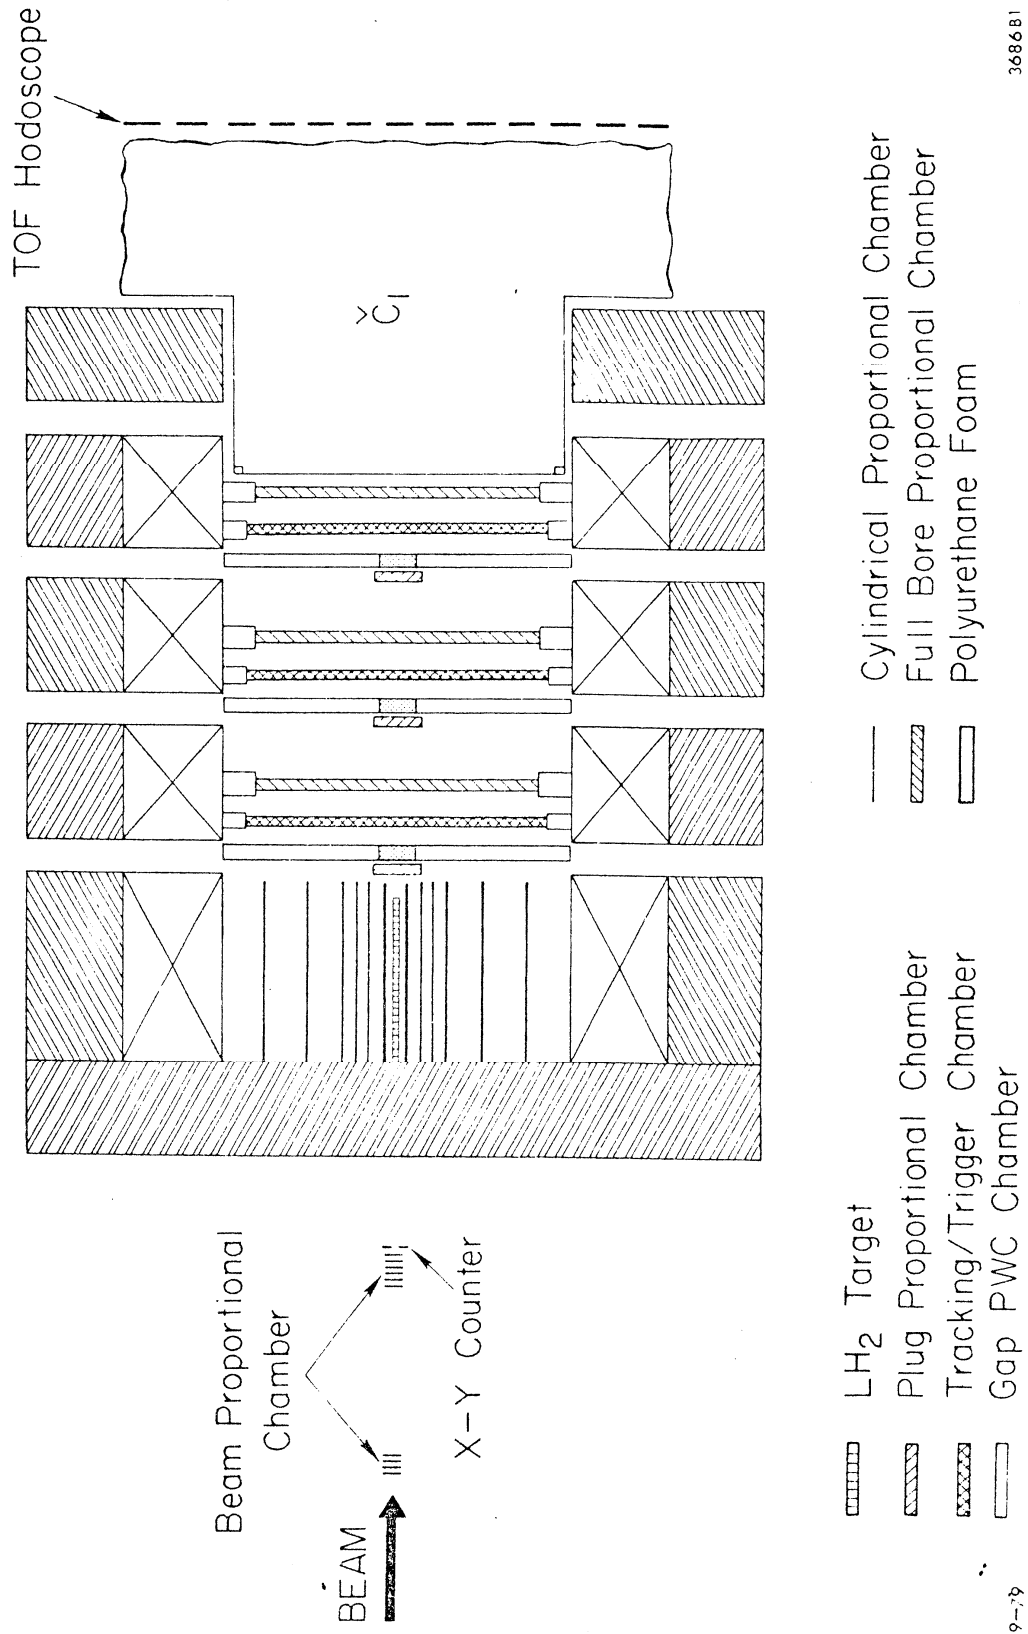 TOF Hodoscope
Č₁
Beam Proportional
Chamber
BEAM
X-Y Counter
LH₂ Target
Plug Proportional Chamber
Tracking/Trigger Chamber
Gap PWC Chamber
Cylindrical Proportional Chamber
Full Bore Proportional Chamber
Polyurethane Foam
9-79
3686B1